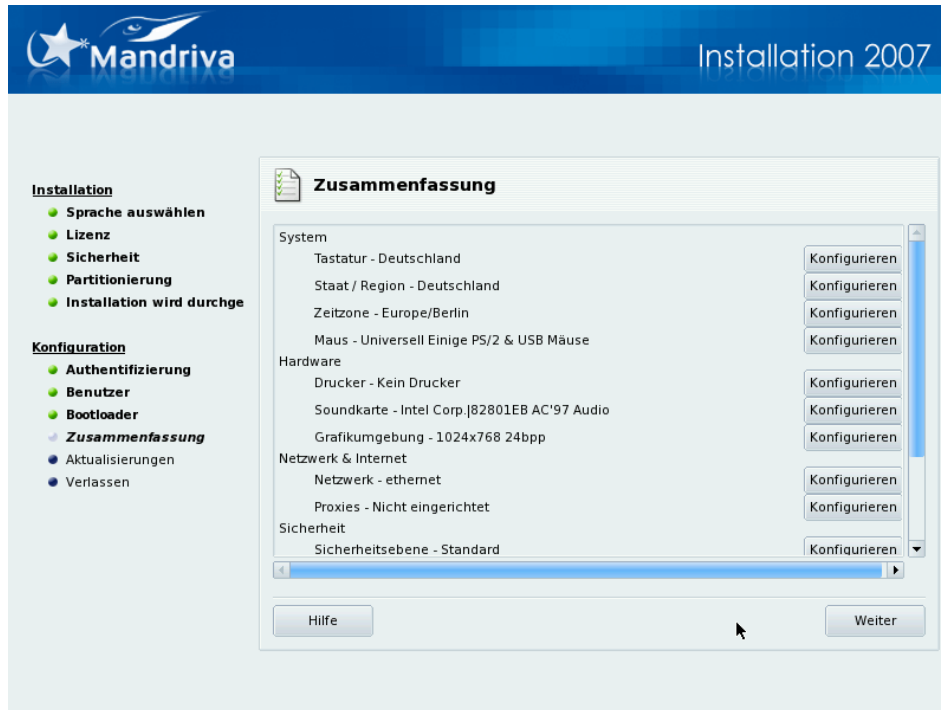 Mandriva
Installation 2007
Installation
Sprache auswählen
Lizenz
Sicherheit
Partitionierung
Installation wird durchge
Konfiguration
Authentifizierung
Benutzer
Bootloader
Zusammenfassung
Aktualisierungen
Verlassen
Zusammenfassung
System
Tastatur - Deutschland Konfigurieren
Staat / Region - Deutschland Konfigurieren
Zeitzone - Europe/Berlin Konfigurieren
Maus - Universell Einige PS/2 & USB Mäuse Konfigurieren
Hardware
Drucker - Kein Drucker Konfigurieren
Soundkarte - Intel Corp.|82801EB AC'97 Audio Konfigurieren
Grafikumgebung - 1024x768 24bpp Konfigurieren
Netzwerk & Internet
Netzwerk - ethernet Konfigurieren
Proxies - Nicht eingerichtet Konfigurieren
Sicherheit
Sicherheitsebene - Standard Konfigurieren
Hilfe Weiter